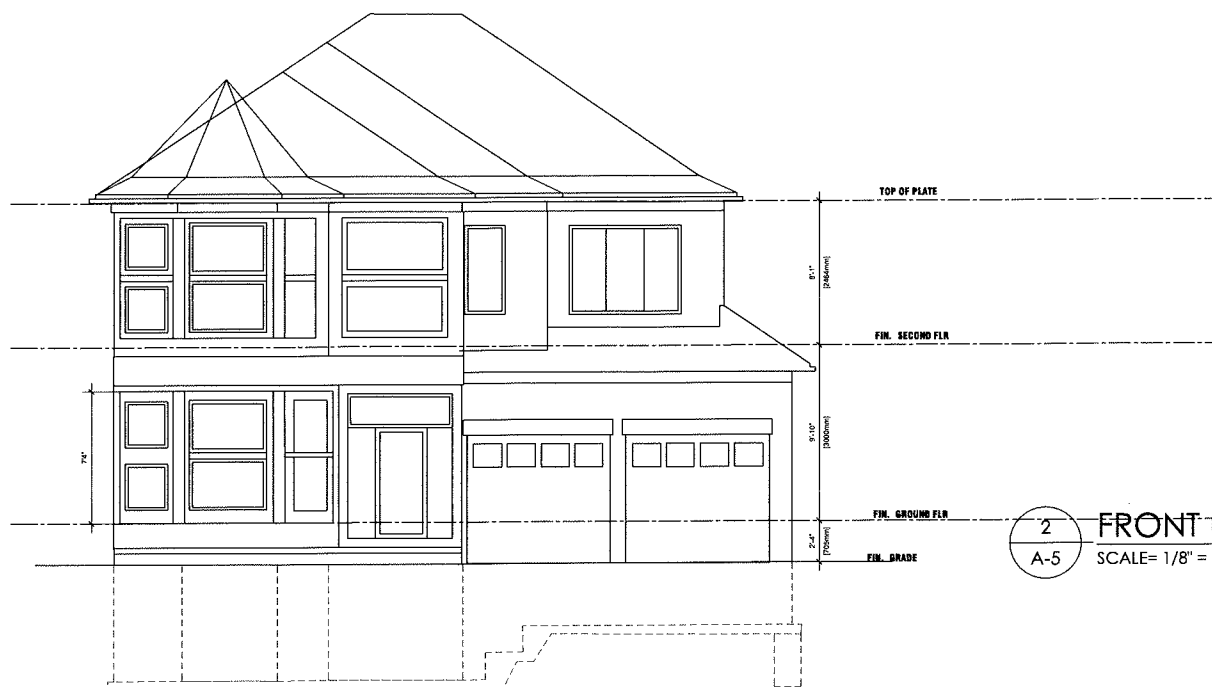 TOP OF PLATE
8'-1"
[2464mm]
FIN. SECOND FLR
9'-10"
[3000mm]
7'4"
FIN. GROUND FLR
2'-4"
[705mm]
FIN. GRADE
2
A-5
FRONT
SCALE= 1/8" =